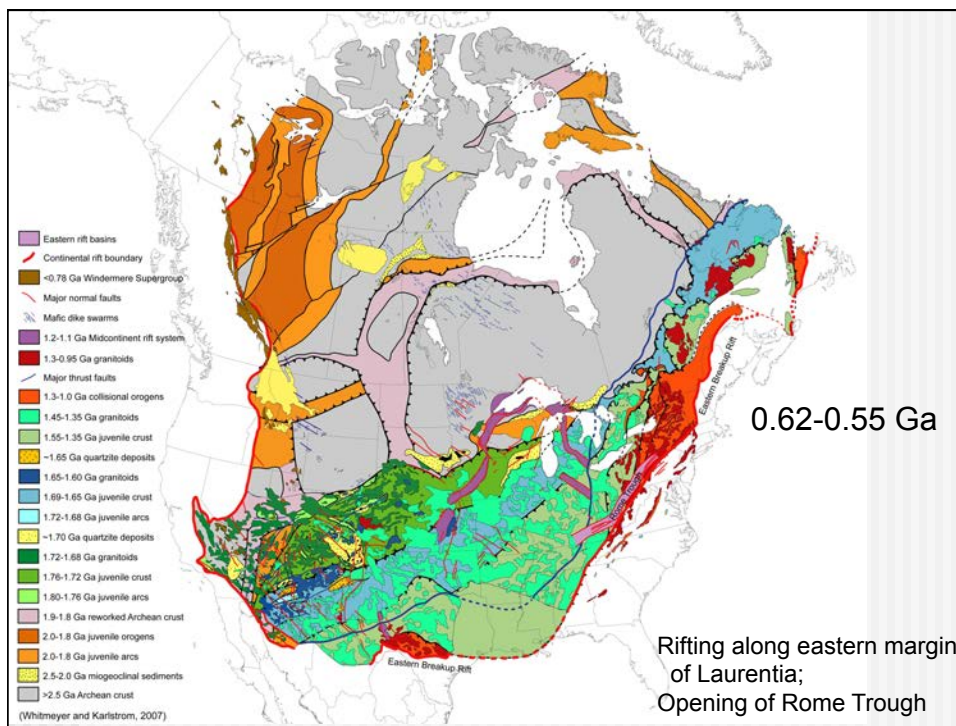 Eastern rift basins
Continental rift boundary
<0.78 Ga Windermere Supergroup
Major normal faults
Mafic dike swarms
1.2-1.1 Ga Midcontinent rift system
1.3-0.95 Ga granitoids
Major thrust faults
1.3-1.0 Ga collisional orogens
1.45-1.35 Ga granitoids
1.55-1.35 Ga juvenile crust
~1.65 Ga quartzite deposits
1.65-1.60 Ga granitoids
1.69-1.65 Ga juvenile crust
1.72-1.68 Ga juvenile arcs
~1.70 Ga quartzite deposits
1.72-1.68 Ga granitoids
1.76-1.72 Ga juvenile crust
1.80-1.76 Ga juvenile arcs
1.9-1.8 Ga reworked Archean crust
2.0-1.8 Ga juvenile orogens
2.0-1.8 Ga juvenile arcs
2.5-2.0 Ga miogeoclinal sediments
>2.5 Ga Archean crust
(Whitmeyer and Karlstrom, 2007)
Eastern Breakup Rift
Rome Trough
Eastern Breakup Rift
0.62-0.55 Ga
Rifting along eastern margin
of Laurentia;
Opening of Rome Trough